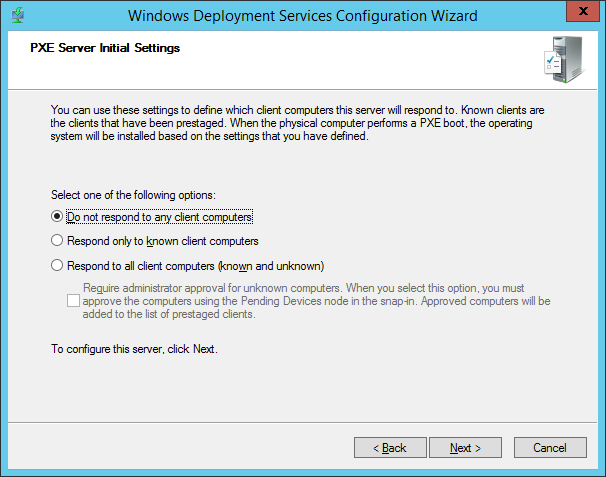 Windows Deployment Services Configuration Wizard
x
PXE Server Initial Settings
You can use these settings to define which client computers this server will respond to. Known clients are
the clients that have been prestaged. When the physical computer performs a PXE boot, the operating
system will be installed based on the settings that you have defined.
Select one of the following options:
Do not respond to any client computers
Respond only to known client computers
Respond to all client computers (known and unknown)
Require administrator approval for unknown computers. When you select this option, you must
approve the computers using the Pending Devices node in the snap-in. Approved computers will be
added to the list of prestaged clients.
To configure this server, click Next.
< Back
Next >
Cancel